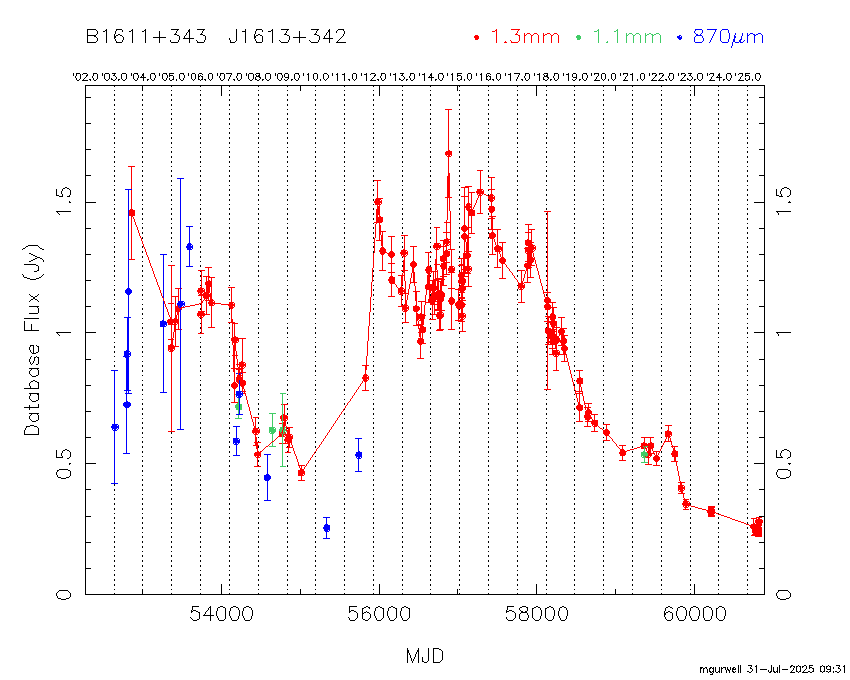 B1611+343 J1613+342 1.3mm 1.1mm 870μm
'02.0 '03.0 '04.0 '05.0 '06.0 '07.0 '08.0 '09.0 '10.0 '11.0 '12.0 '13.0 '14.0 '15.0 '16.0 '17.0 '18.0 '19.0 '20.0 '21.0 '22.0 '23.0 '24.0 '25.0
1.5 1.5
1 1
Database Flux (Jy)
0.5 0.5
0 0
54000 56000 58000 60000
MJD
mgurwell 31-Jul-2025 09:31